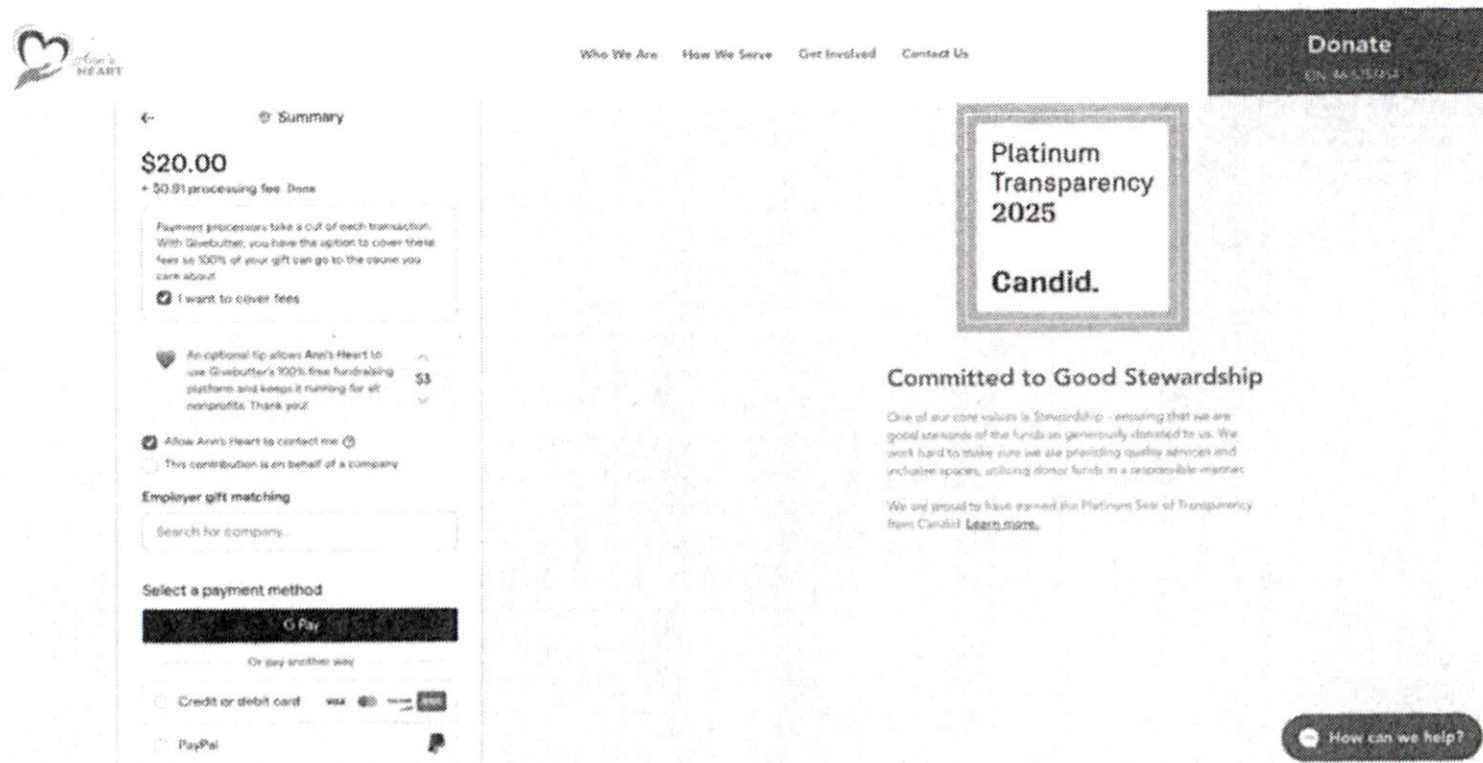 Ann's
HEART
Who We Are How We Serve Get Involved Contact Us
Donate
EIN:
Summary
$20.00
+ $0.91 processing fee Done
Payment processors take a cut of each transaction.
With Givebutter, you have the option to cover these
fees so 100% of your gift can go to the cause you
care about.
I want to cover fees
An optional tip allows Ann's Heart to
use Givebutter's 100% free fundraising
platform and keeps it running for all
nonprofits. Thank you!
$3
Allow Ann's Heart to contact me
This contribution is on behalf of a company
Employer gift matching
Search for company...
Select a payment method
G Pay
Or pay another way
Credit or debit card VISA
PayPal
Platinum
Transparency
2025
Candid.
Committed to Good Stewardship
One of our core values is Stewardship - ensuring that we are
good stewards of the funds so generously donated to us. We
work hard to make sure we are providing quality services and
inclusive spaces, utilizing donor funds in a responsible manner.
We are proud to have earned the Platinum Seal of Transparency
from Candid. Learn more.
How can we help?